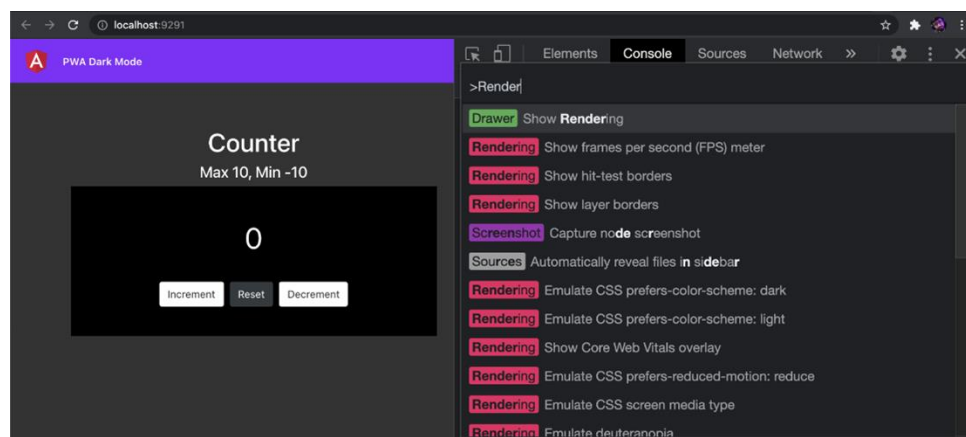 localhost:9291
A PWA Dark Mode
Elements Console Sources Network »
>Render
Drawer Show Rendering
Rendering Show frames per second (FPS) meter
Rendering Show hit-test borders
Rendering Show layer borders
Screenshot Capture node screenshot
Sources Automatically reveal files in sidebar
Rendering Emulate CSS prefers-color-scheme: dark
Rendering Emulate CSS prefers-color-scheme: light
Rendering Show Core Web Vitals overlay
Rendering Emulate CSS prefers-reduced-motion: reduce
Rendering Emulate CSS screen media type
Rendering Emulate deuteranopia
Counter
Max 10, Min -10
0
Increment Reset Decrement